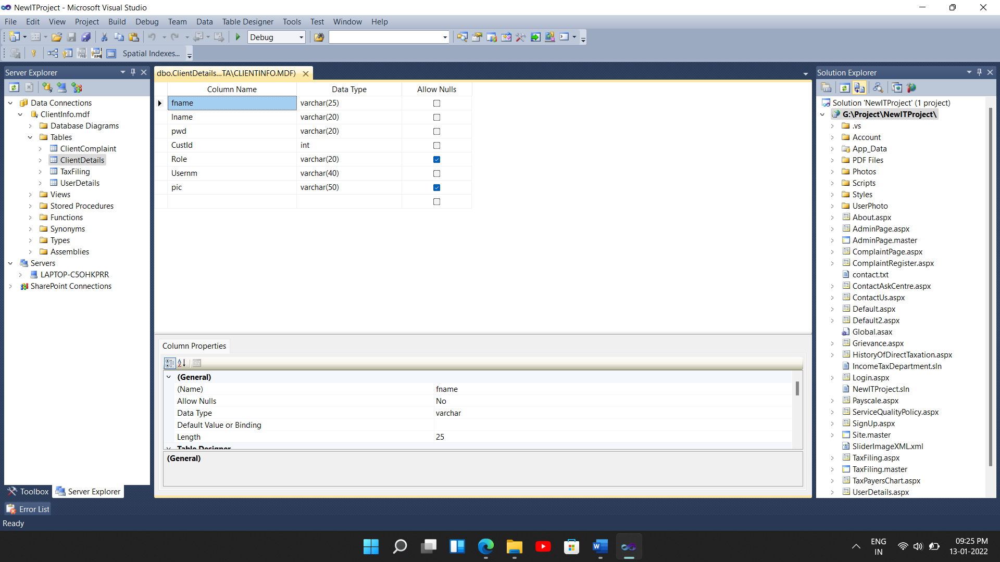 NewITProject - Microsoft Visual Studio
File Edit View Project Build Debug Team Data Table Designer Tools Test Window Help
Debug
Spatial Indexes...
Server Explorer
Data Connections
ClientInfo.mdf
Database Diagrams
Tables
ClientComplaint
ClientDetails
TaxFiling
UserDetails
Views
Stored Procedures
Functions
Synonyms
Types
Assemblies
Servers
LAPTOP-C5OHKPRR
SharePoint Connections
Toolbox Server Explorer
Error List
Ready
dbo.ClientDetails...TA\CLIENTINFO.MDF)
Column Name Data Type Allow Nulls
fname varchar(25)
lname varchar(20)
pwd varchar(20)
CustId int
Role varchar(20)
Usernm varchar(40)
pic varchar(50)
Column Properties
(General)
(Name) fname
Allow Nulls No
Data Type varchar
Default Value or Binding
Length 25
Table Designer
(General)
Solution Explorer
Solution 'NewITProject' (1 project)
G:\Project\NewITProject\
.vs
Account
App_Data
PDF Files
Photos
Scripts
Styles
UserPhoto
About.aspx
AdminPage.aspx
AdminPage.master
ComplaintPage.aspx
ComplaintRegister.aspx
contact.txt
ContactAskCentre.aspx
ContactUs.aspx
Default.aspx
Default2.aspx
Global.asax
Grievance.aspx
HistoryOfDirectTaxation.aspx
IncomeTaxDepartment.sln
Login.aspx
NewITProject.sln
Payscale.aspx
ServiceQualityPolicy.aspx
SignUp.aspx
Site.master
SliderImageXML.xml
TaxFiling.aspx
TaxFiling.master
TaxPayersChart.aspx
UserDetails.aspx
ENG
IN
09:25 PM
13-01-2022